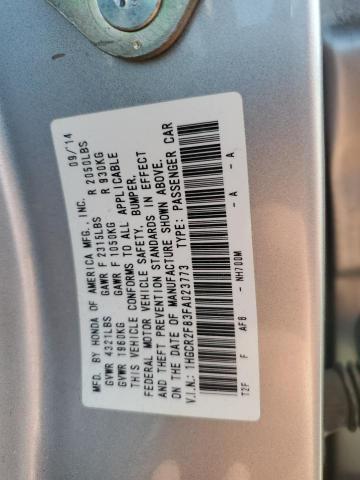 MFD. BY HONDA OF AMERICA MFG., INC. 09/14
GVWR 4321LBS GAWR F 2315LBS R 2050LBS
GVWR 1960KG GAWR F 1050KG R 930KG
THIS VEHICLE CONFORMS TO ALL APPLICABLE
FEDERAL MOTOR VEHICLE SAFETY, BUMPER,
AND THEFT PREVENTION STANDARDS IN EFFECT
ON THE DATE OF MANUFACTURE SHOWN ABOVE.
V.I.N.: 1HGCR2F83FA023773 TYPE: PASSENGER CAR
F AFB - NH700M - A - A
T2F